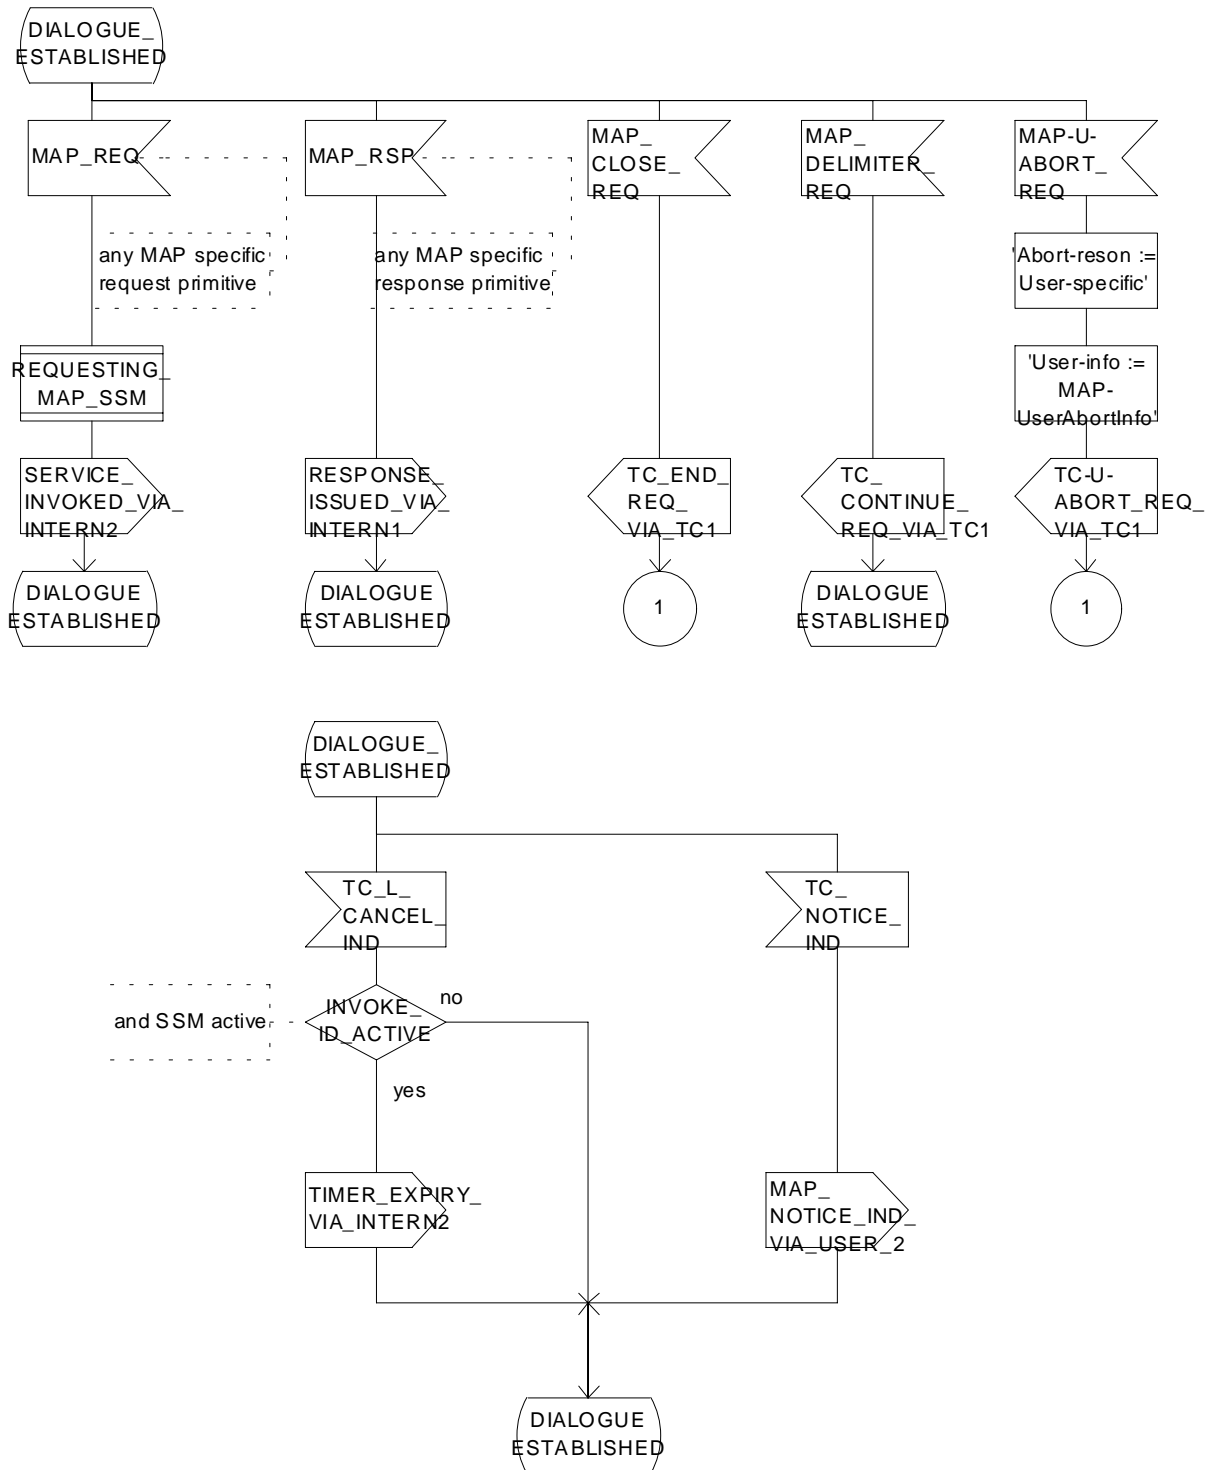 DIALOGUE_
ESTABLISHED
MAP_REQ
MAP_RSP
MAP_
CLOSE_
REQ
MAP_
DELIMITER_
REQ
MAP-U-
ABORT_
REQ
any MAP specific
request primitive
any MAP specific
response primitive
'Abort-reson :=
User-specific'
REQUESTING_
MAP_SSM
'User-info :=
MAP-
UserAbortInfo'
SERVICE_
INVOKED_VIA_
INTERN2
RESPONSE_
ISSUED_VIA_
INTERN1
TC_END_
REQ_
VIA_TC1
TC_
CONTINUE_
REQ_VIA_TC1
TC-U-
ABORT_REQ_
VIA_TC1
DIALOGUE
ESTABLISHED
DIALOGUE
ESTABLISHED
1
DIALOGUE
ESTABLISHED
1
DIALOGUE_
ESTABLISHED
TC_L_
CANCEL_
IND
TC_
NOTICE_
IND
and SSM active
INVOKE_
ID_ACTIVE
no
yes
TIMER_EXPIRY_
VIA_INTERN2
MAP_
NOTICE_IND_
VIA_USER_2
DIALOGUE
ESTABLISHED